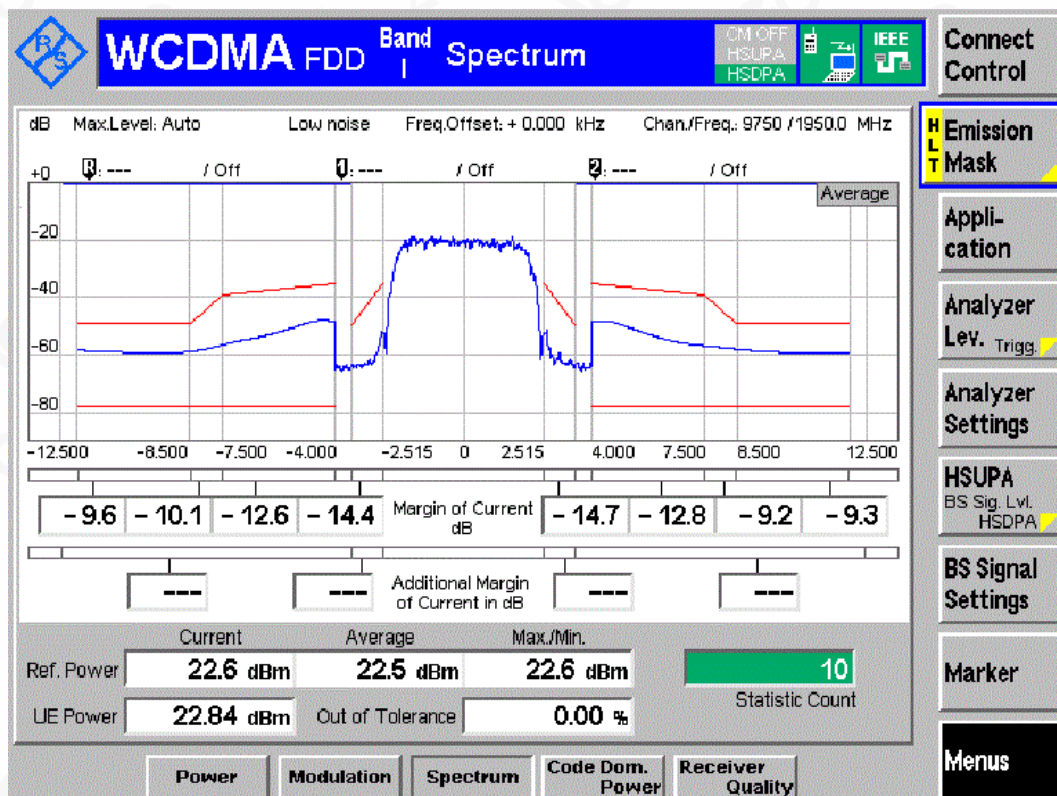 R S
WCDMA FDD Band I Spectrum
CM OFF
HSUPA
HSDPA
IEEE
Connect Control
dB Max.Level: Auto Low noise Freq.Offset: + 0.000 kHz Chan./Freq.: 9750 /1950.0 MHz
HLT
Emission Mask
R: --- / Off 1: --- / Off 2: --- / Off
+0
Average
-20
-40
-60
-80
Appli-
cation
Analyzer
Lev. Trigg.
Analyzer
Settings
-12.500 -8.500 -7.500 -4.000 -2.515 0 2.515 4.000 7.500 8.500 12.500
HSUPA
BS Sig. Lvl.
HSDPA
- 9.6 - 10.1 - 12.6 - 14.4 Margin of Current dB - 14.7 - 12.8 - 9.2 - 9.3
--- --- Additional Margin of Current in dB --- ---
BS Signal
Settings
Current Average Max./Min.
Ref. Power 22.6 dBm 22.5 dBm 22.6 dBm 10
Statistic Count
UE Power 22.84 dBm Out of Tolerance 0.00 %
Marker
Menus
Power Modulation Spectrum Code Dom. Power Receiver Quality